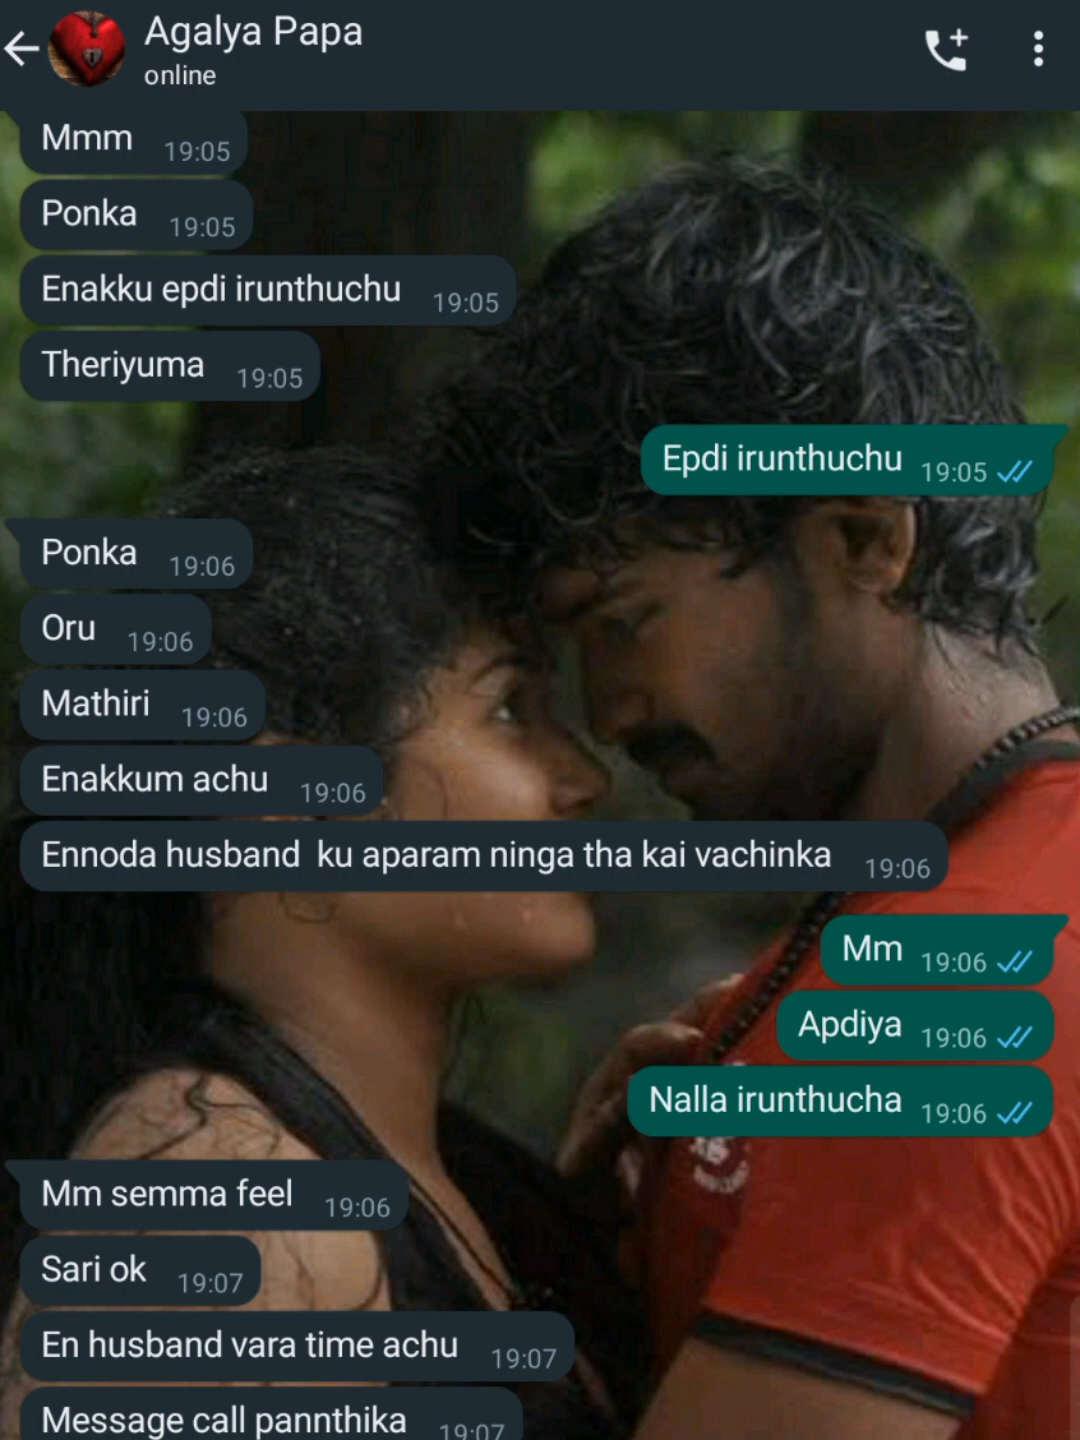 Agalya Papa
online
Mmm 19:05
Ponka 19:05
Enakku epdi irunthuchu 19:05
Theriyuma 19:05
Epdi irunthuchu 19:05
Ponka 19:06
Oru 19:06
Mathiri 19:06
Enakkum achu 19:06
Ennoda husband ku aparam ninga tha kai vachinka 19:06
Mm 19:06
Apdiya 19:06
Nalla irunthucha 19:06
Mm semma feel 19:06
Sari ok 19:07
En husband vara time achu 19:07
Message call pannthika 19:07